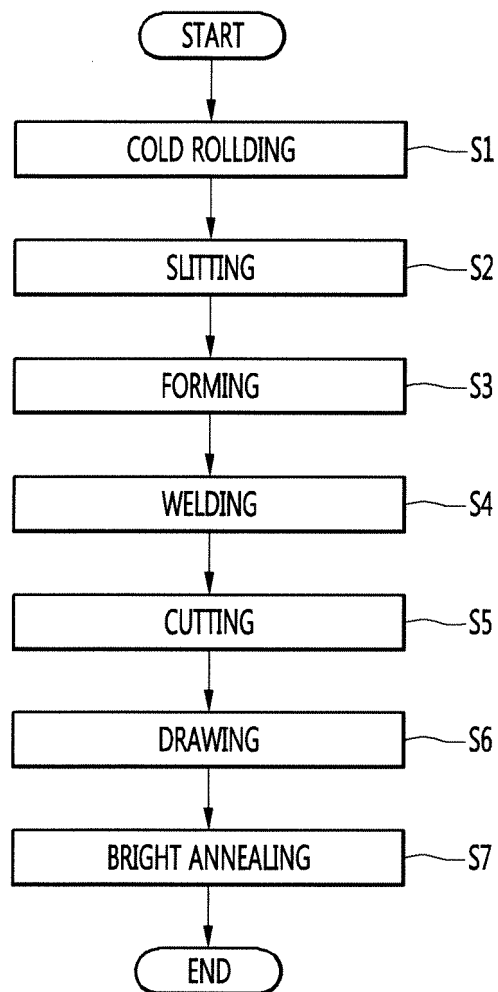 START
COLD ROLLDING S1
SLITTING S2
FORMING S3
WELDING S4
CUTTING S5
DRAWING S6
BRIGHT ANNEALING S7
END